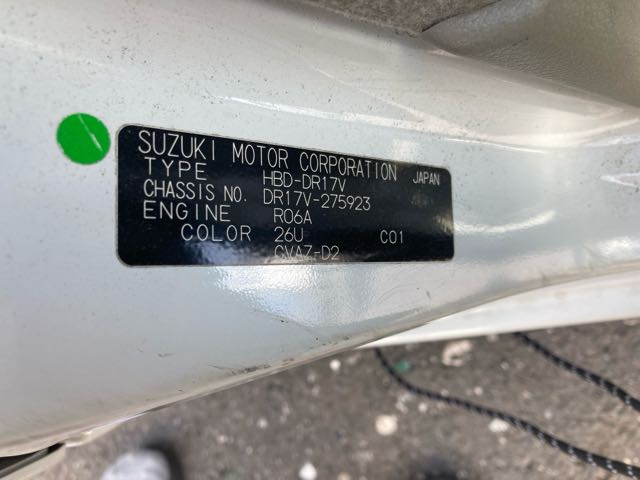 SUZUKI MOTOR CORPORATION JAPAN
TYPE HBD-DR17V
CHASSIS NO. DR17V-275923
ENGINE R06A
COLOR 26U C01
CVAZ-D2